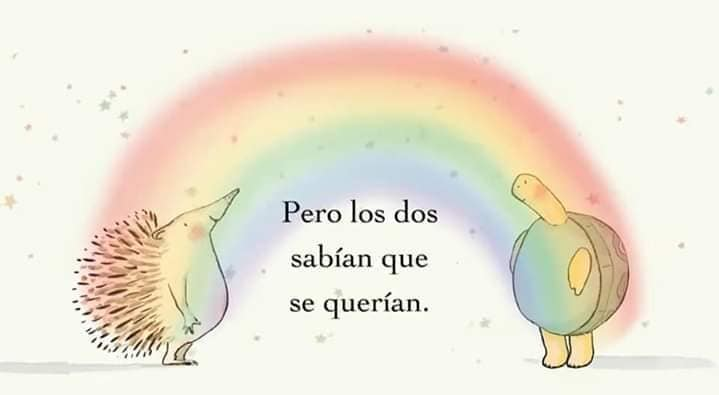 Pero los dos
sabían que
se querían.